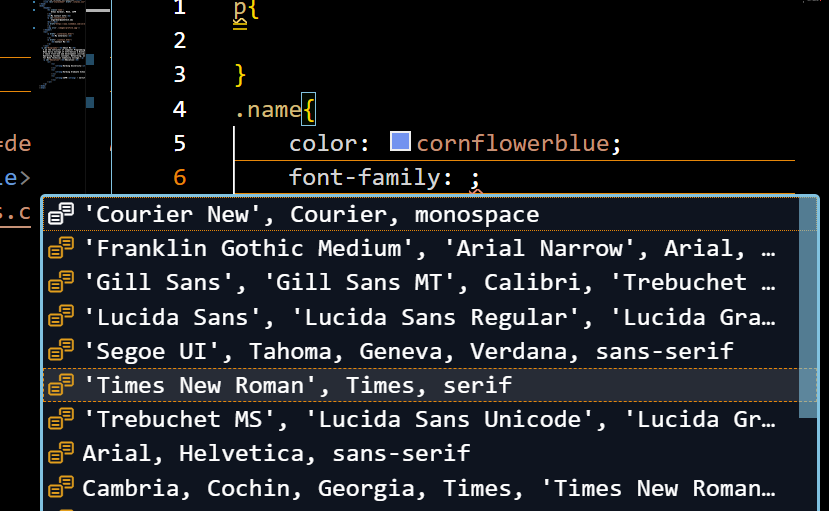 1 p{
2
3 }
4 .name{
=de 5 color: cornflowerblue;
le> 6 font-family: ;
s.c 'Courier New', Courier, monospace
'Franklin Gothic Medium', 'Arial Narrow', Arial, …
'Gill Sans', 'Gill Sans MT', Calibri, 'Trebuchet …
'Lucida Sans', 'Lucida Sans Regular', 'Lucida Gra…
'Segoe UI', Tahoma, Geneva, Verdana, sans-serif
'Times New Roman', Times, serif
'Trebuchet MS', 'Lucida Sans Unicode', 'Lucida Gr…
Arial, Helvetica, sans-serif
Cambria, Cochin, Georgia, Times, 'Times New Roman…